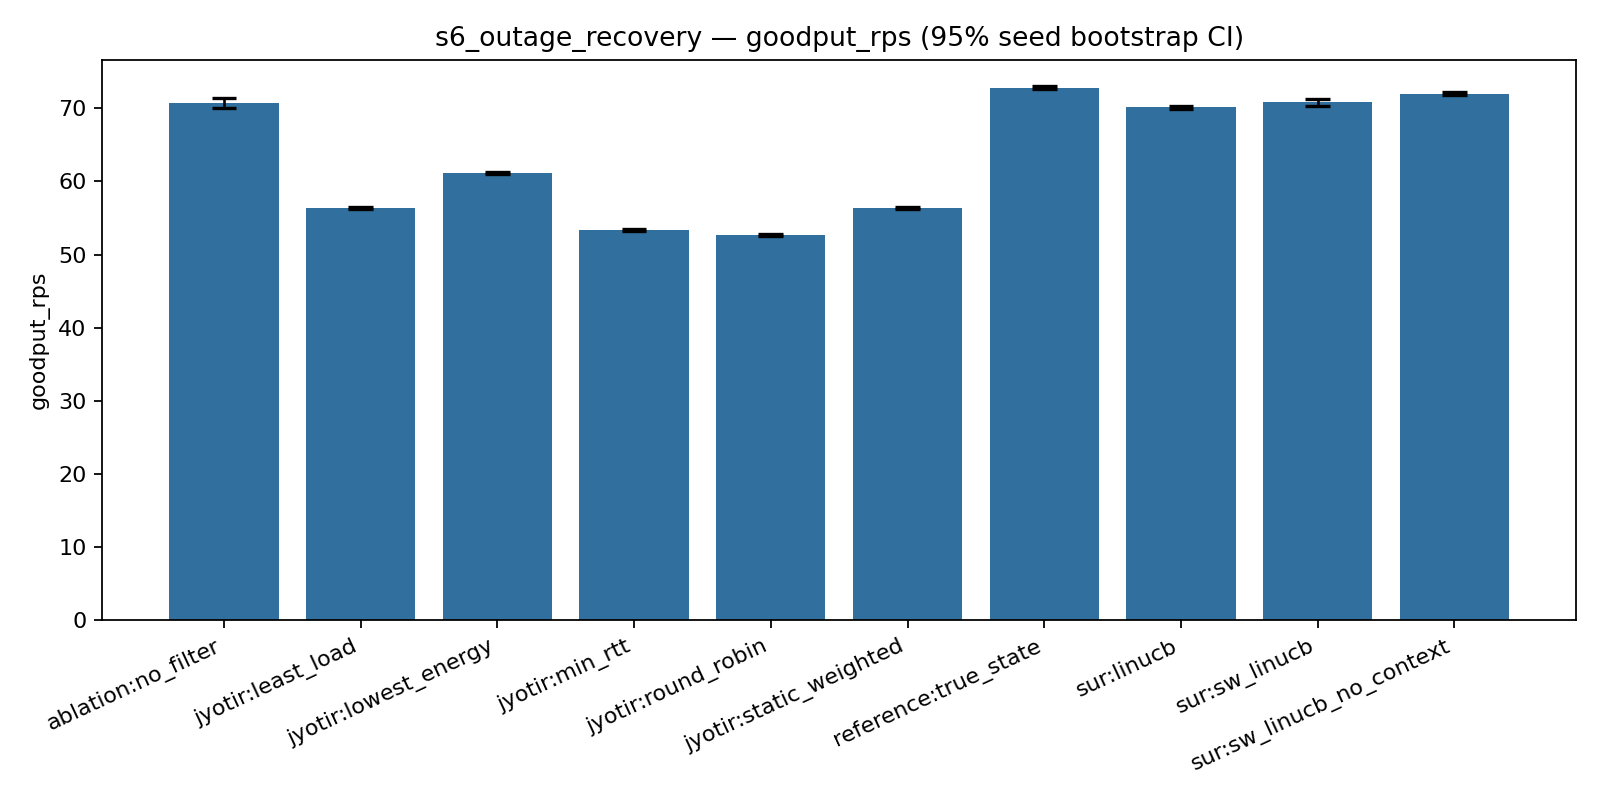 s6_outage_recovery — goodput_rps (95% seed bootstrap CI)
goodput_rps
70
60
50
40
30
20
10
0
ablation:no_filter
jyotir:least_load
jyotir:lowest_energy
jyotir:min_rtt
jyotir:round_robin
jyotir:static_weighted
reference:true_state
sur:linucb
sur:sw_linucb
sur:sw_linucb_no_context